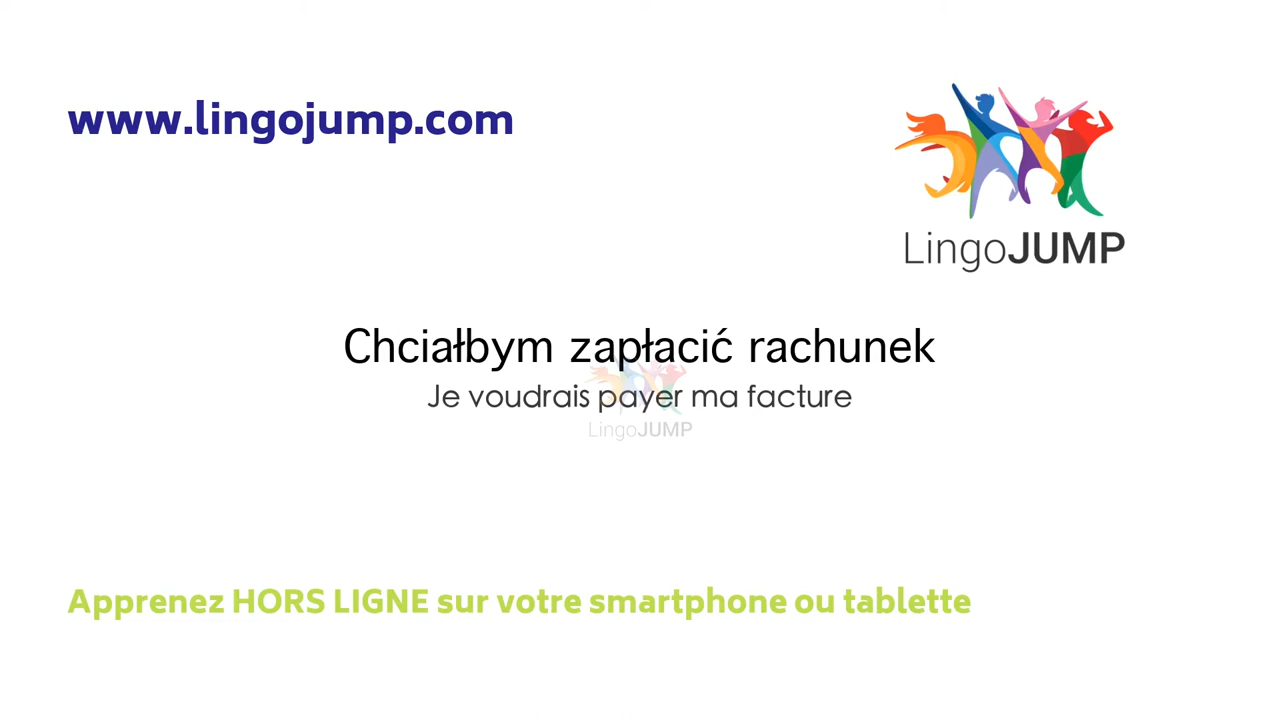 www.lingojump.com
LingoJUMP
Chciałbym zapłacić rachunek
Je voudrais payer ma facture
LingoJUMP
Apprenez HORS LIGNE sur votre smartphone ou tablette